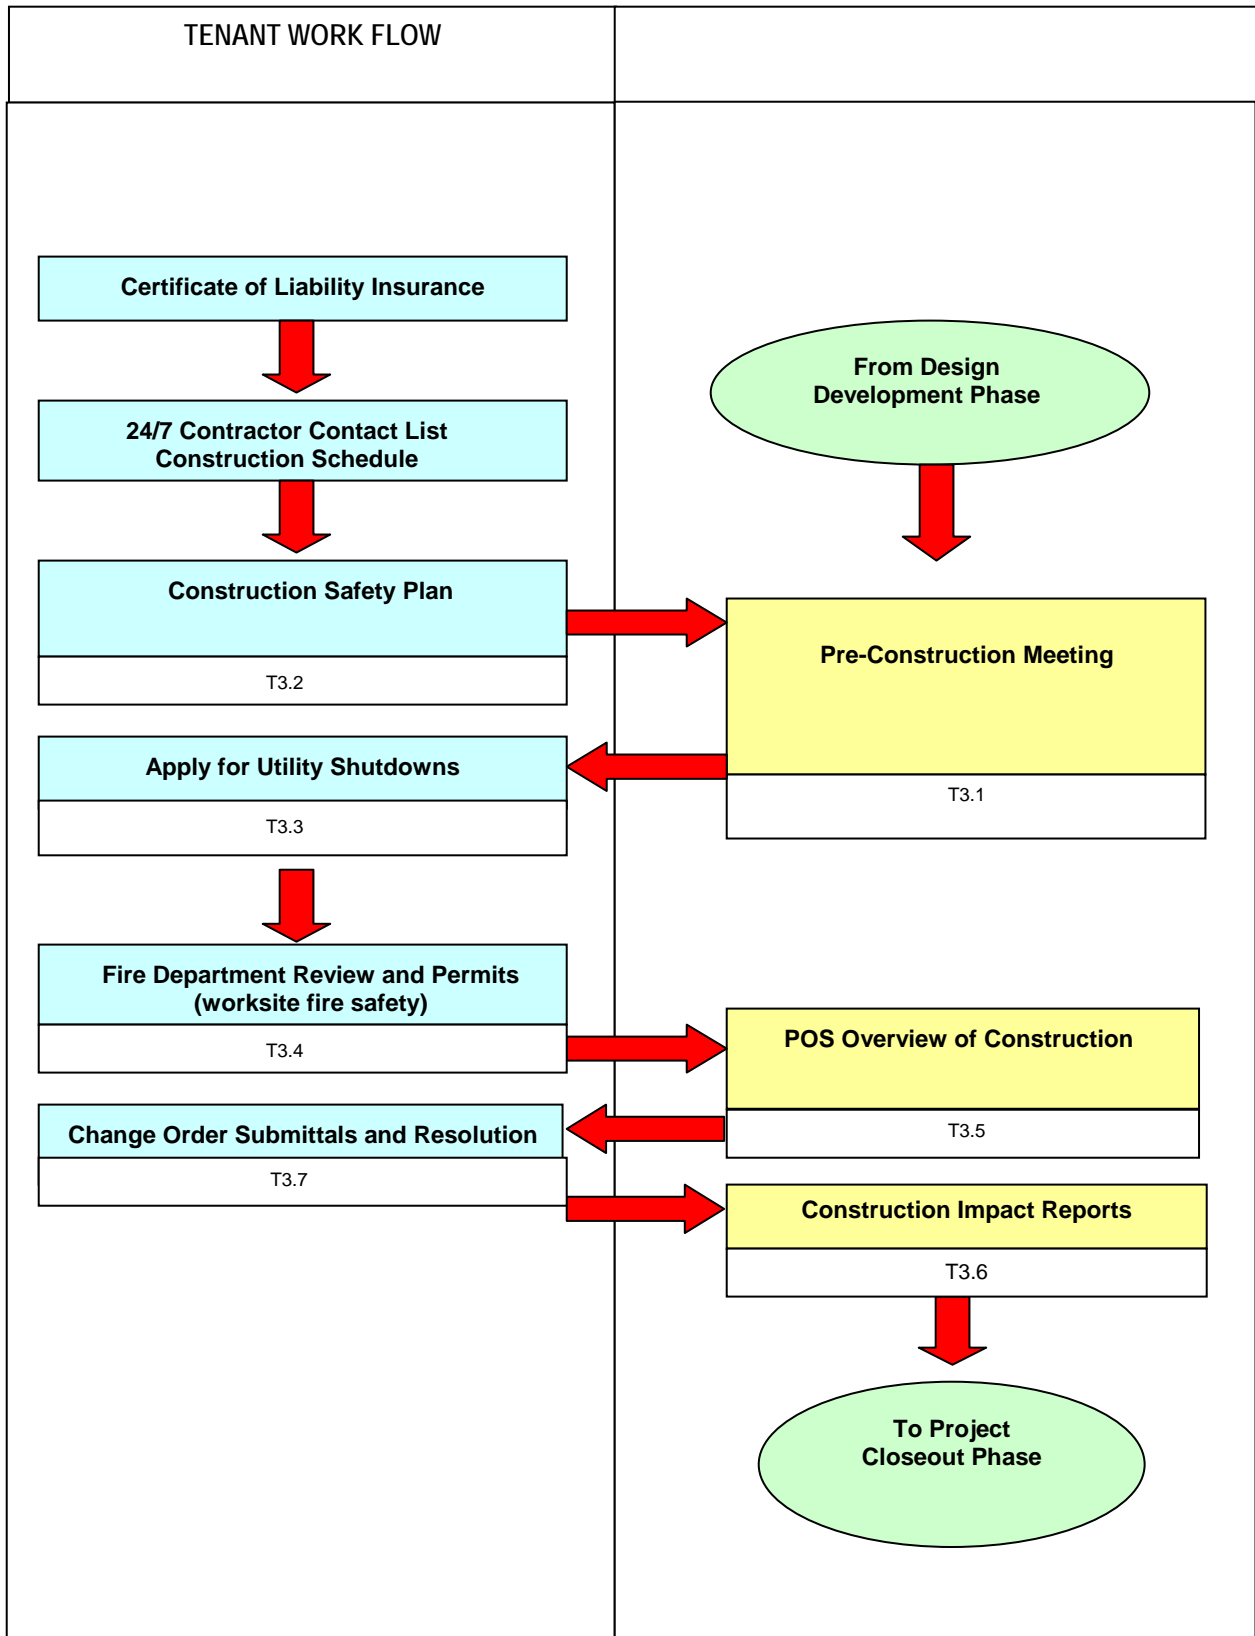 TENANT WORK FLOW
Certificate of Liability Insurance
From Design
Development Phase
24/7 Contractor Contact List
Construction Schedule
Construction Safety Plan
T3.2
Pre-Construction Meeting
T3.1
Apply for Utility Shutdowns
T3.3
Fire Department Review and Permits
(worksite fire safety)
T3.4
POS Overview of Construction
T3.5
Change Order Submittals and Resolution
T3.7
Construction Impact Reports
T3.6
To Project
Closeout Phase